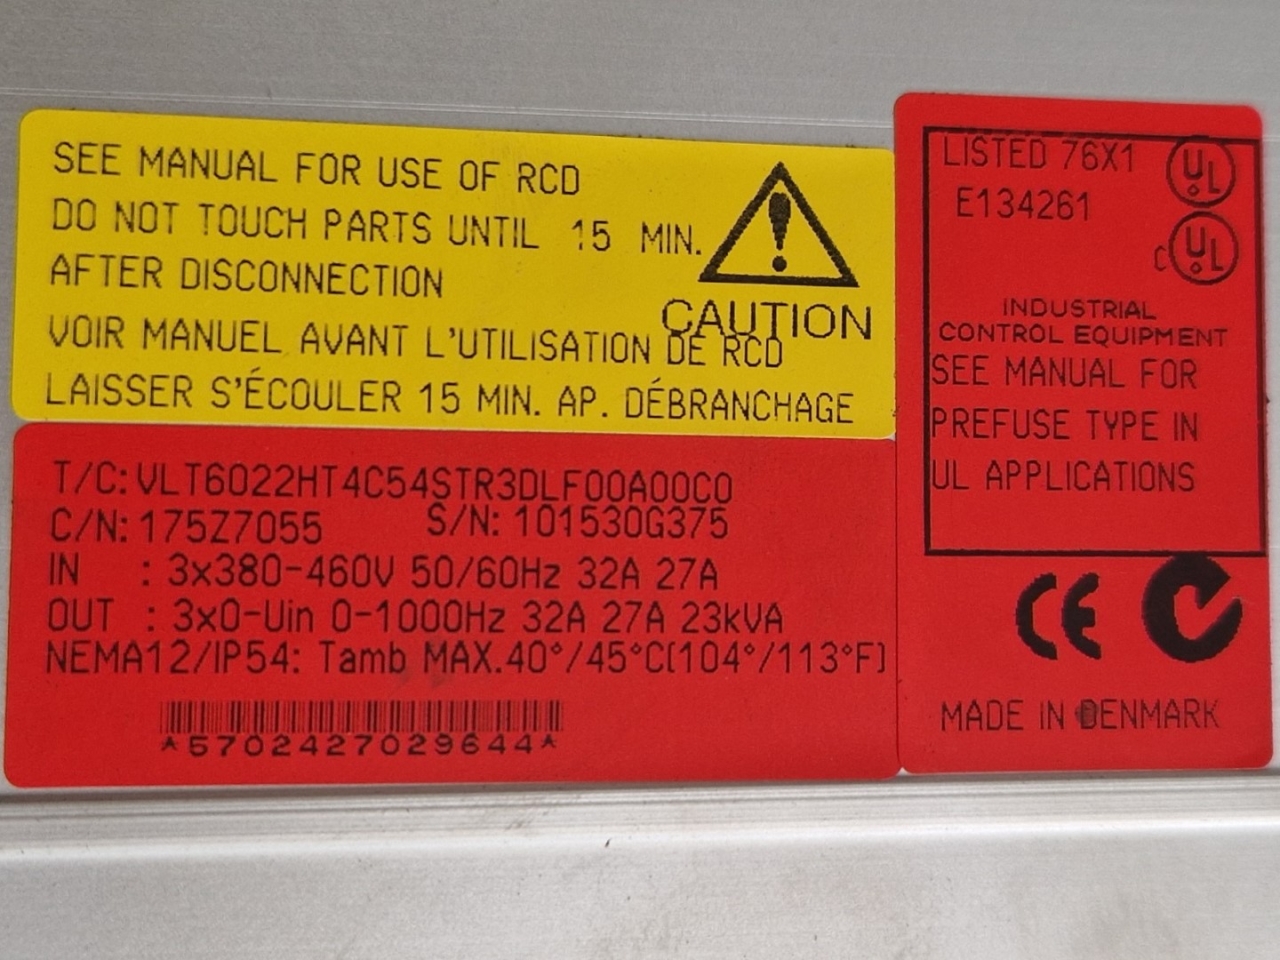 SEE MANUAL FOR USE OF RCD
DO NOT TOUCH PARTS UNTIL 15 MIN.
AFTER DISCONNECTION
CAUTION
VOIR MANUEL AVANT L'UTILISATION DE RCD
LAISSER S'ÉCOULER 15 MIN. AP. DÉBRANCHAGE
T/C: VLT6022HT4C54STR3DLF00A00C0
C/N: 175Z7055 S/N: 101530G375
IN : 3x380-460V 50/60Hz 32A 27A
OUT : 3x0-Uin 0-1000Hz 32A 27A 23kVA
NEMA12/IP54: Tamb MAX.40°/45°C(104°/113°F)
*5702427029644*
LISTED 76X1
UL
E134261
c UL
INDUSTRIAL
CONTROL EQUIPMENT
SEE MANUAL FOR
PREFUSE TYPE IN
UL APPLICATIONS
CE
MADE IN DENMARK